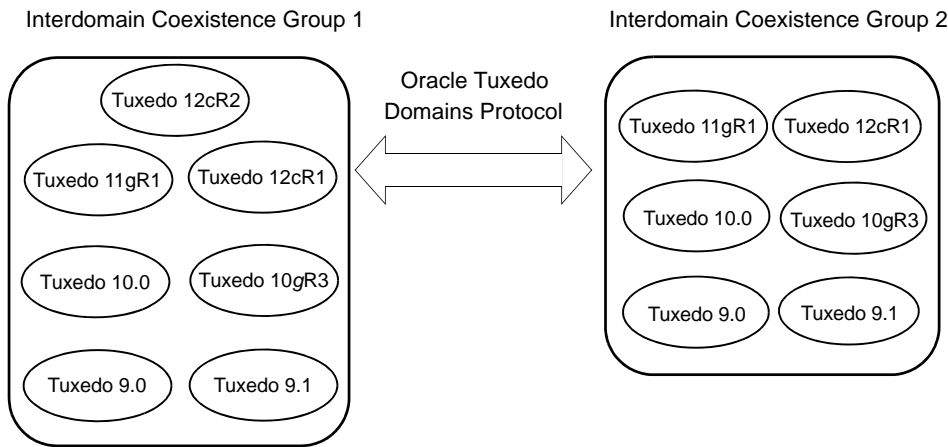 Interdomain Coexistence Group 1
Interdomain Coexistence Group 2
Oracle Tuxedo
Domains Protocol
Tuxedo 12cR2
Tuxedo 11gR1
Tuxedo 12cR1
Tuxedo 10.0
Tuxedo 10gR3
Tuxedo 9.0
Tuxedo 9.1
Tuxedo 11gR1
Tuxedo 12cR1
Tuxedo 10.0
Tuxedo 10gR3
Tuxedo 9.0
Tuxedo 9.1